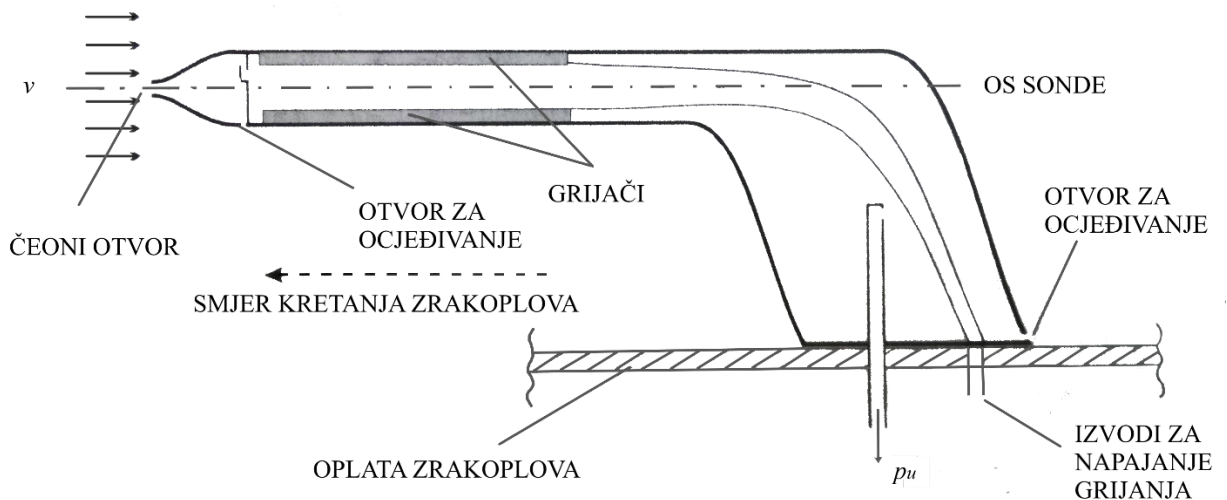 v
OS SONDE
GRIJAČI
ČEONI OTVOR
OTVOR ZA
OCJEĐIVANJE
OTVOR ZA
OCJEĐIVANJE
SMJER KRETANJA ZRAKOPLOVA
OPLATA ZRAKOPLOVA
pu
IZVODI ZA
NAPAJANJE
GRIJANJA